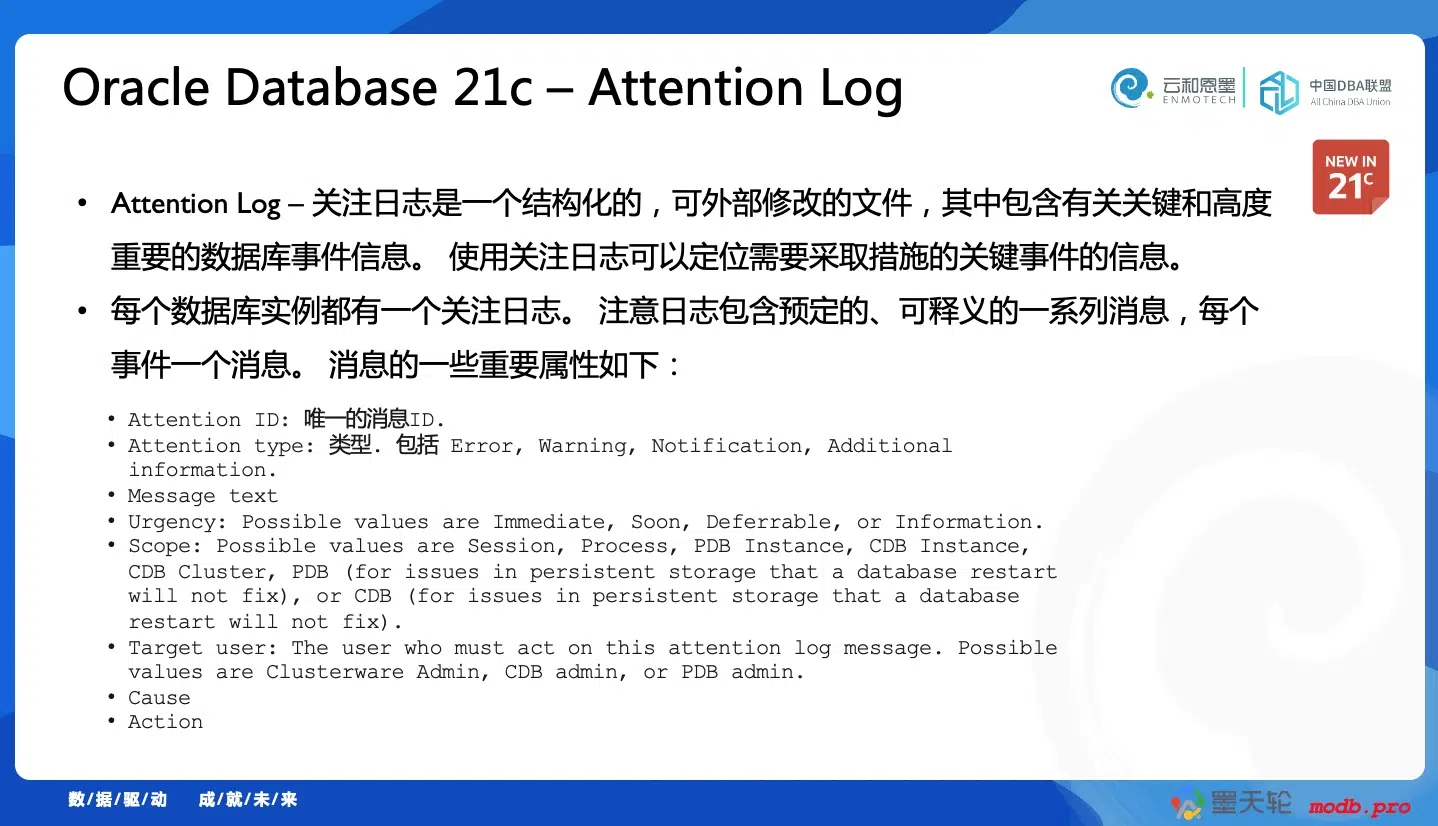 Oracle Database 21c – Attention Log
云和恩墨
ENMOTECH
中国DBA联盟
All China DBA Union
NEW IN
21c
• Attention Log – 关注日志是一个结构化的，可外部修改的文件，其中包含有关关键和高度
重要的数据库事件信息。 使用关注日志可以定位需要采取措施的关键事件的信息。
• 每个数据库实例都有一个关注日志。 注意日志包含预定的、可释义的一系列消息，每个
事件一个消息。 消息的一些重要属性如下：
• Attention ID: 唯一的消息ID.
• Attention type: 类型. 包括 Error, Warning, Notification, Additional
information.
• Message text
• Urgency: Possible values are Immediate, Soon, Deferrable, or Information.
• Scope: Possible values are Session, Process, PDB Instance, CDB Instance,
CDB Cluster, PDB (for issues in persistent storage that a database restart
will not fix), or CDB (for issues in persistent storage that a database
restart will not fix).
• Target user: The user who must act on this attention log message. Possible
values are Clusterware Admin, CDB admin, or PDB admin.
• Cause
• Action
数/据/驱/动 成/就/未/来
墨天轮
modb.pro